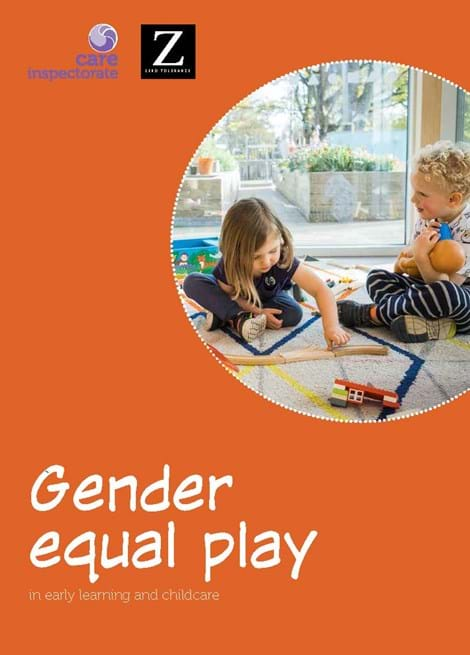 care
inspectorate
Z
ZERO TOLERANCE
Gender
equal play
in early learning and childcare